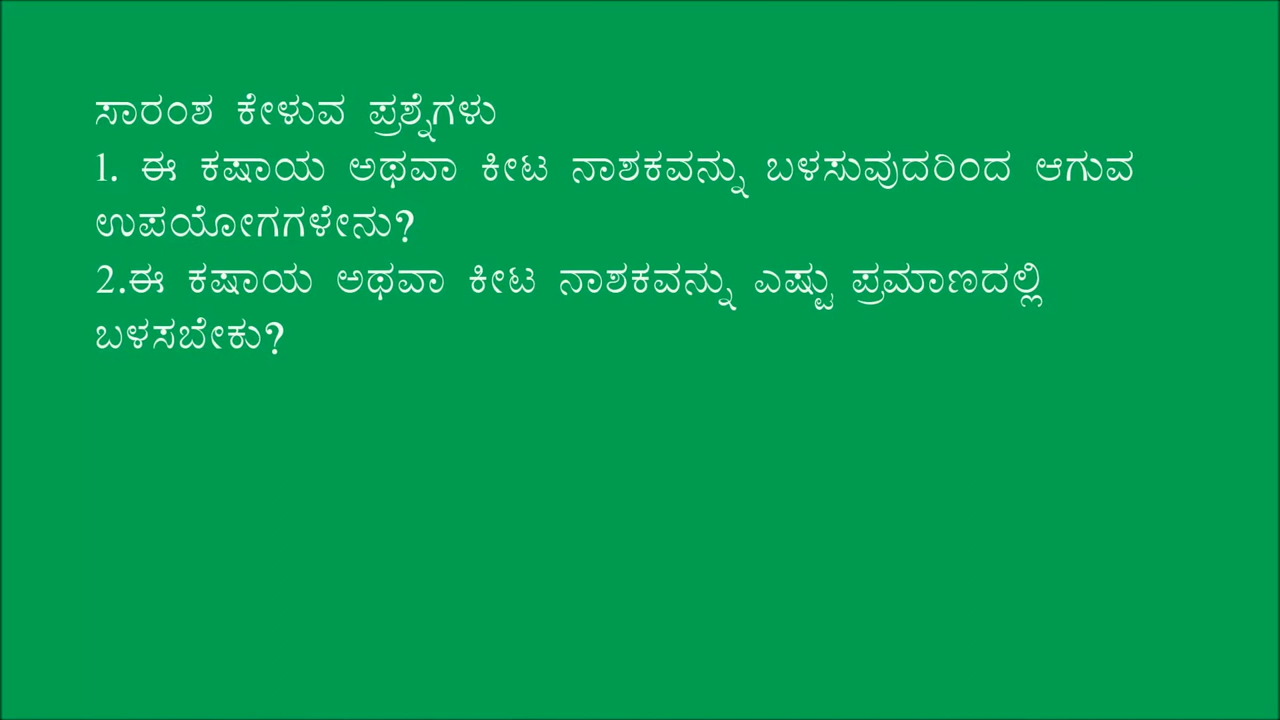 ಸಾರಂಶ ಕೇಳುವ ಪ್ರಶ್ನೆಗಳು
1. ಈ ಕಷಾಯ ಅಥವಾ ಕೀಟ ನಾಶಕವನ್ನು ಬಳಸುವುದರಿಂದ ಆಗುವ
ಉಪಯೋಗಗಳೇನು?
2.ಈ ಕಷಾಯ ಅಥವಾ ಕೀಟ ನಾಶಕವನ್ನು ಎಷ್ಟು ಪ್ರಮಾಣದಲ್ಲಿ
ಬಳಸಬೇಕು?